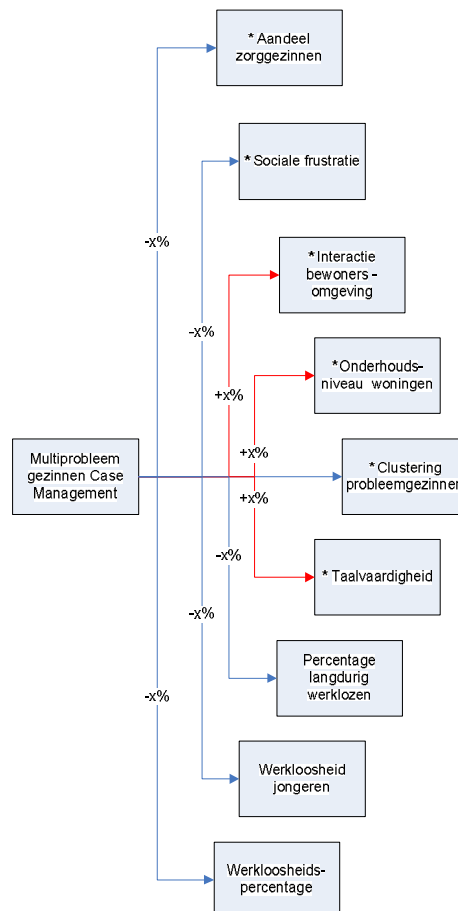 * Aandeel
zorggezinnen
* Sociale frustratie
-x%
* Interactie
bewoners -
omgeving
-x%
* Onderhouds-
niveau woningen
+x%
+x%
Multiprobleem
gezinnen Case
Management
* Clustering
probleemgezinnen
+x%
-x%
* Taalvaardigheid
-x%
Percentage
langdurig
werklozen
-x%
Werkloosheid
jongeren
Werkloosheids-
percentage